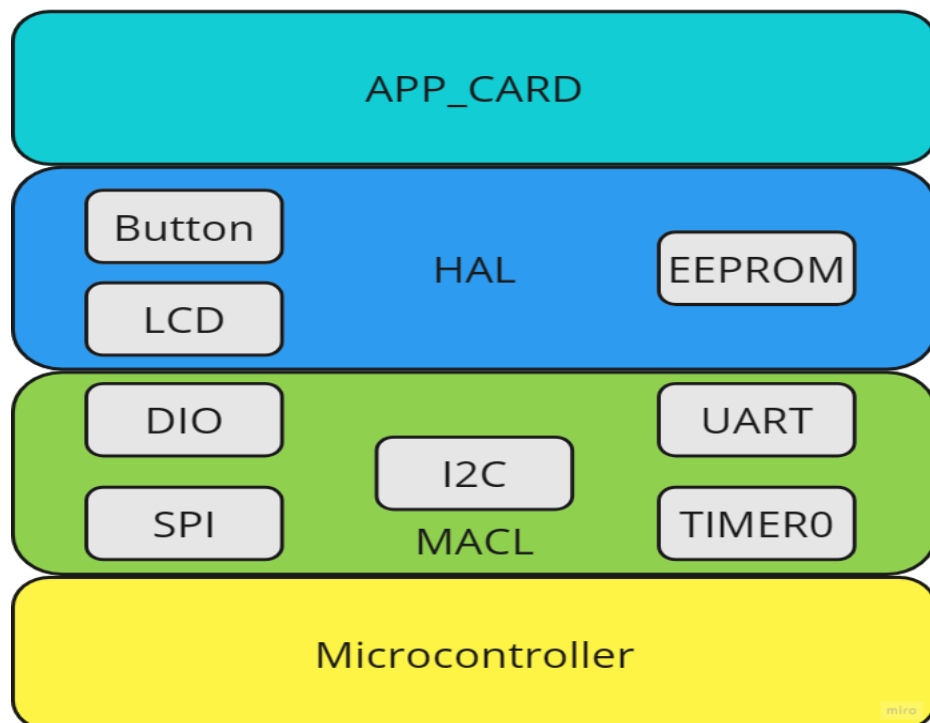 APP_CARD
Button
HAL
EEPROM
LCD
DIO
UART
I2C
SPI
TIMER0
MACL
Microcontroller
miro